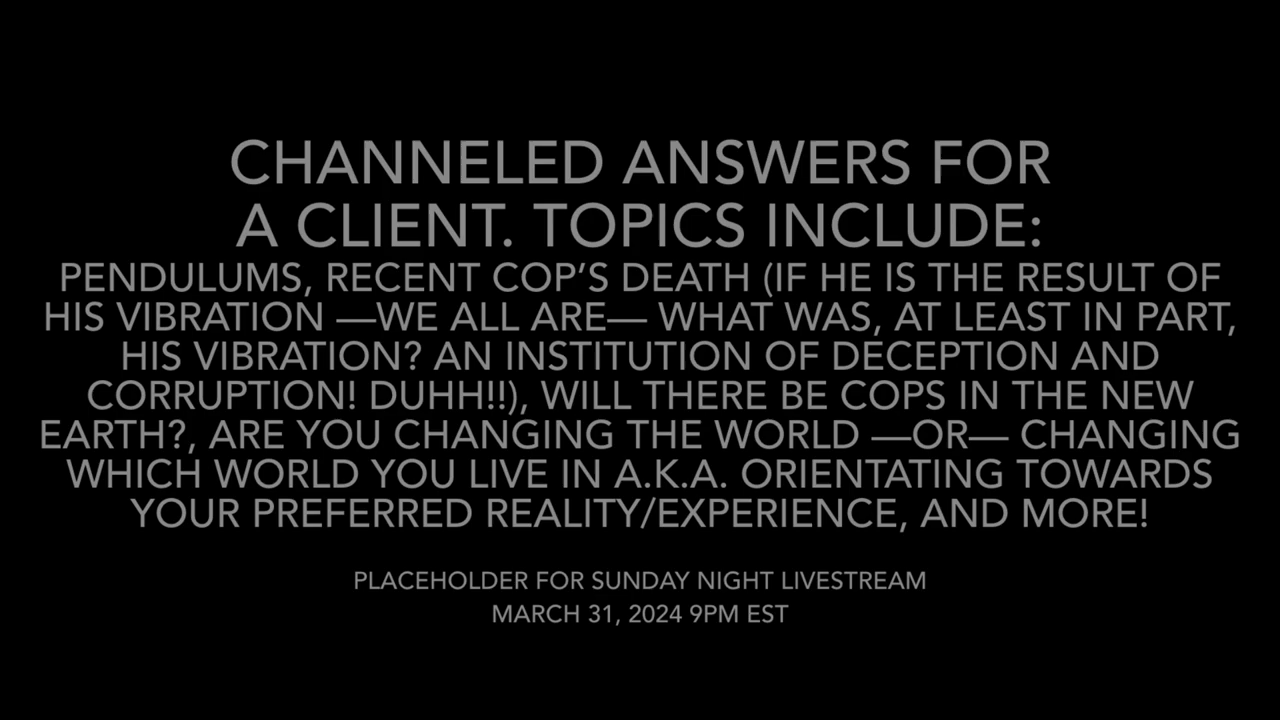 CHANNELED ANSWERS FOR
A CLIENT. TOPICS INCLUDE:
PENDULUMS, RECENT COP’S DEATH (IF HE IS THE RESULT OF
HIS VIBRATION —WE ALL ARE— WHAT WAS, AT LEAST IN PART,
HIS VIBRATION? AN INSTITUTION OF DECEPTION AND
CORRUPTION! DUHH!!), WILL THERE BE COPS IN THE NEW
EARTH?, ARE YOU CHANGING THE WORLD —OR— CHANGING
WHICH WORLD YOU LIVE IN A.K.A. ORIENTATING TOWARDS
YOUR PREFERRED REALITY/EXPERIENCE, AND MORE!
PLACEHOLDER FOR SUNDAY NIGHT LIVESTREAM
MARCH 31, 2024 9PM EST